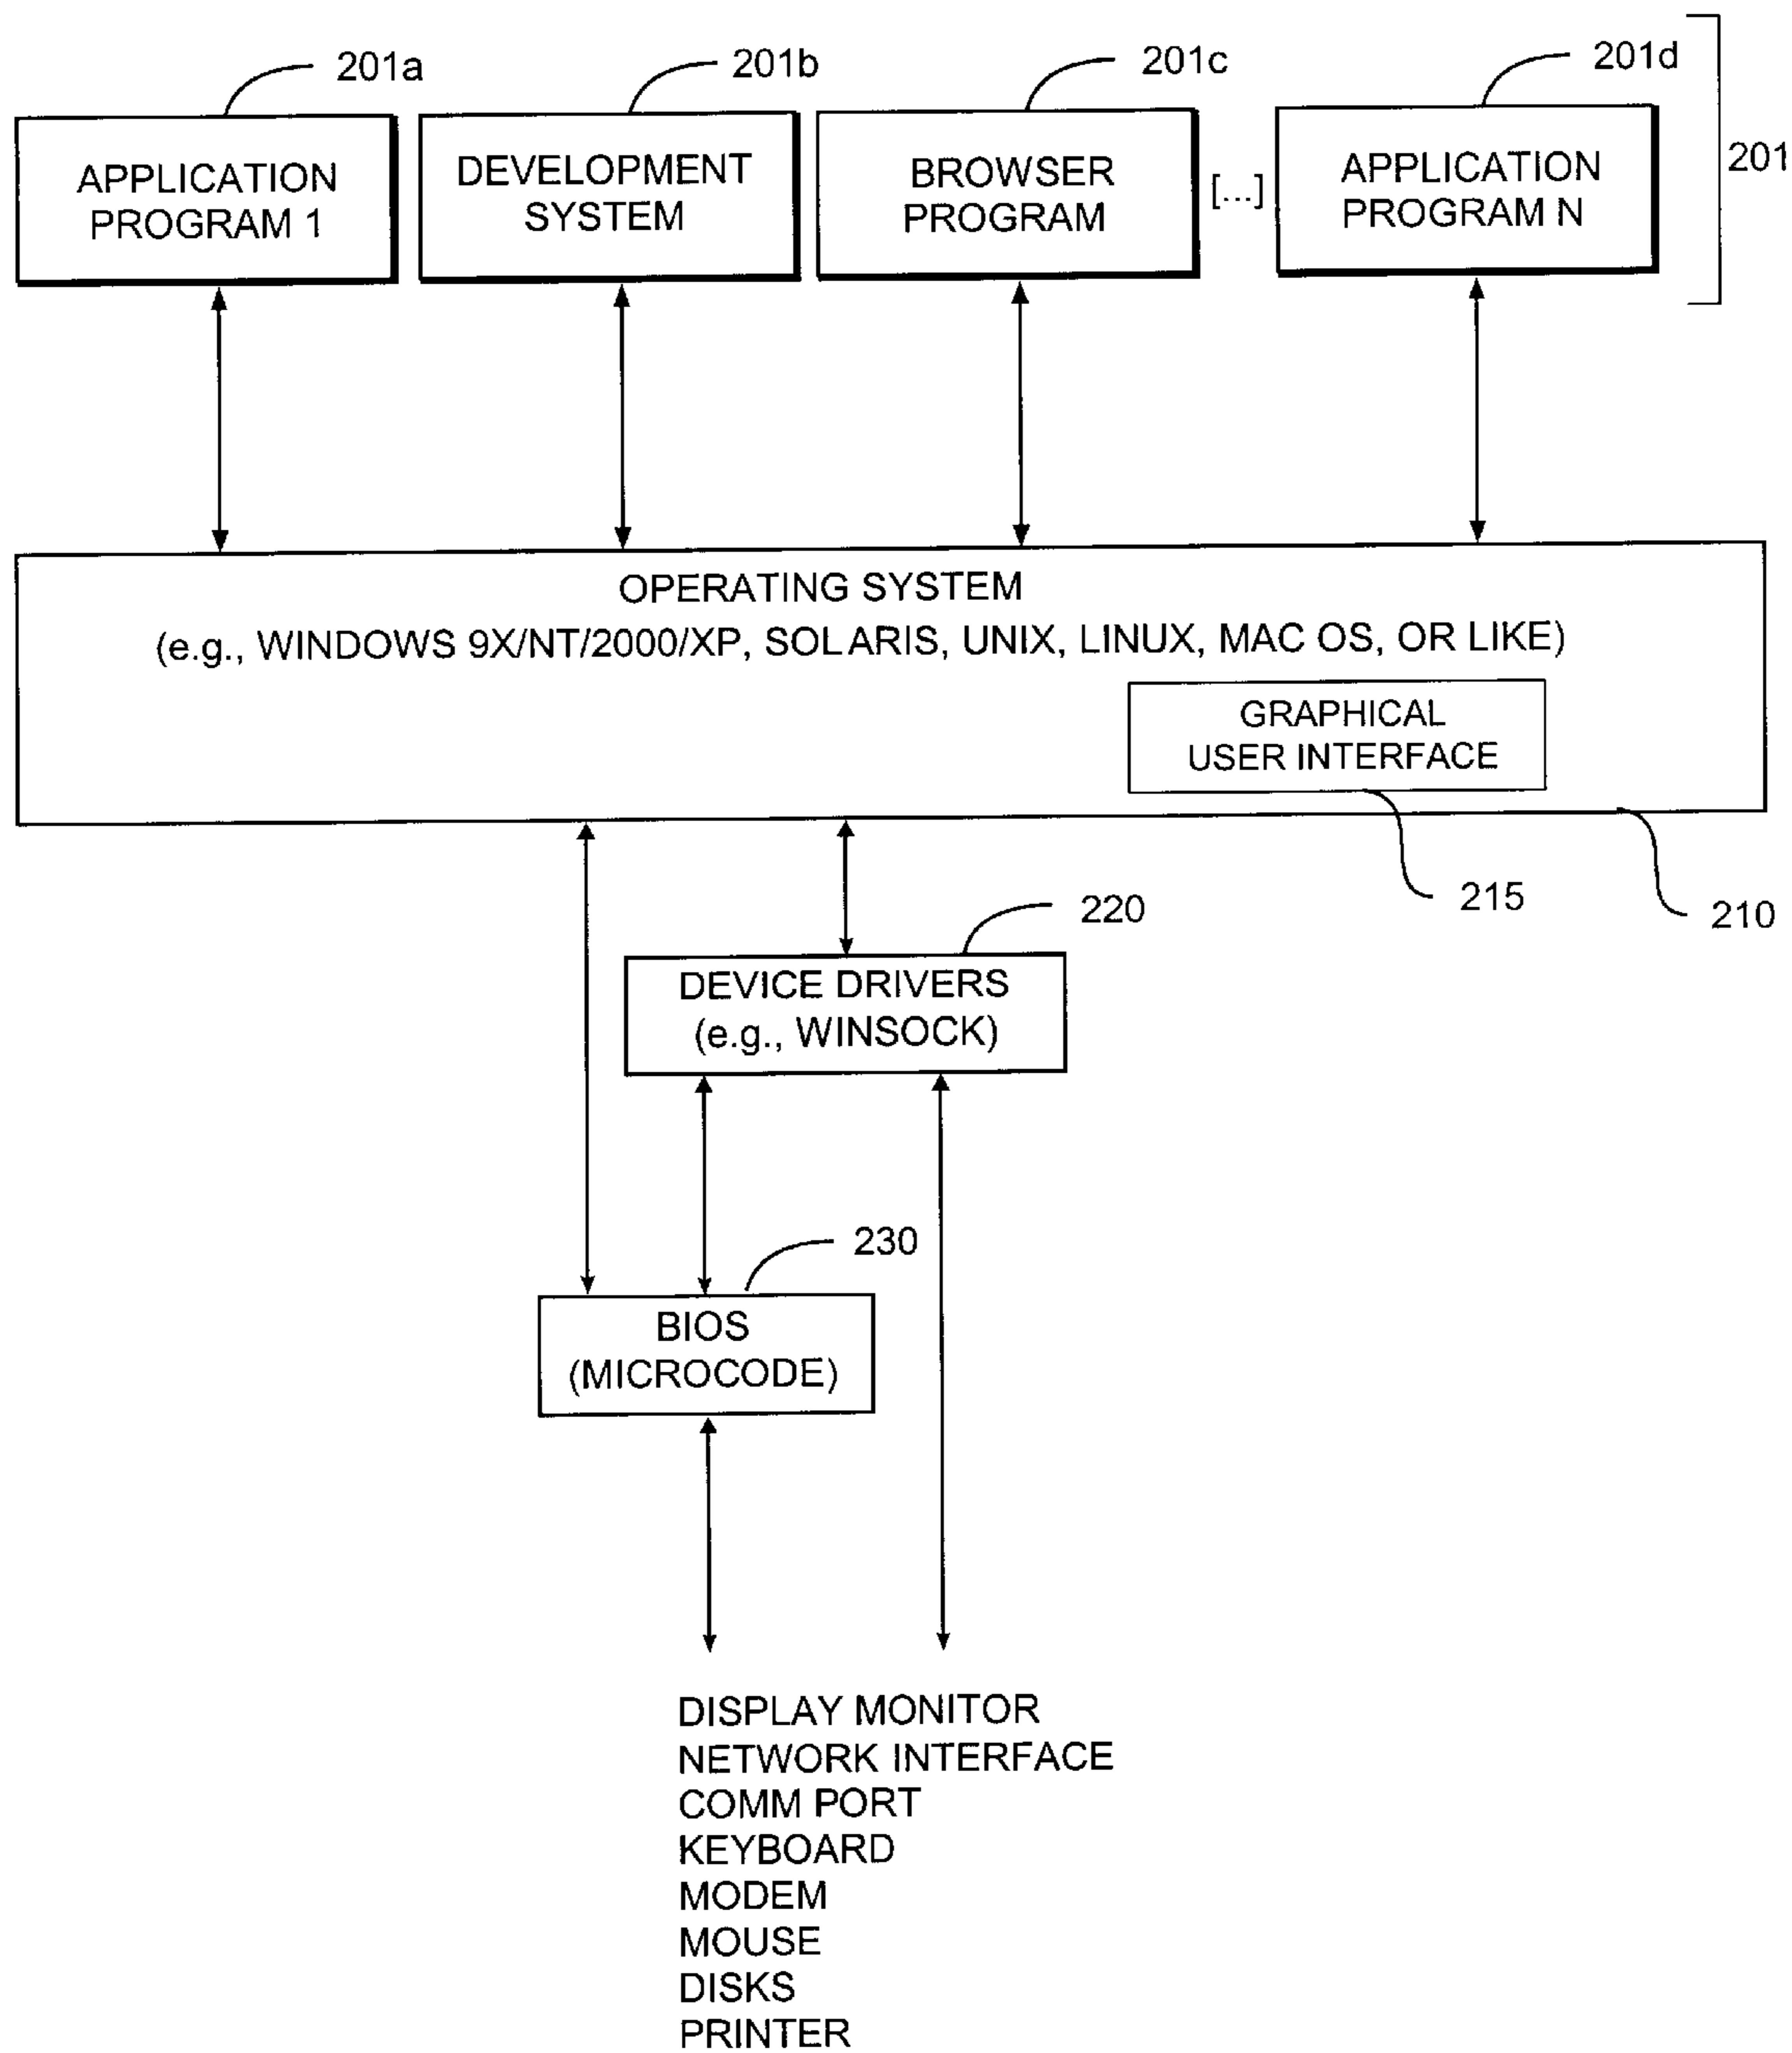 201a
201b
201c
201d
201
APPLICATION
PROGRAM 1
DEVELOPMENT
SYSTEM
BROWSER
PROGRAM
[...]
APPLICATION
PROGRAM N
OPERATING SYSTEM
(e.g., WINDOWS 9X/NT/2000/XP, SOLARIS, UNIX, LINUX, MAC OS, OR LIKE)
GRAPHICAL
USER INTERFACE
215
210
220
DEVICE DRIVERS
(e.g., WINSOCK)
230
BIOS
(MICROCODE)
DISPLAY MONITOR
NETWORK INTERFACE
COMM PORT
KEYBOARD
MODEM
MOUSE
DISKS
PRINTER